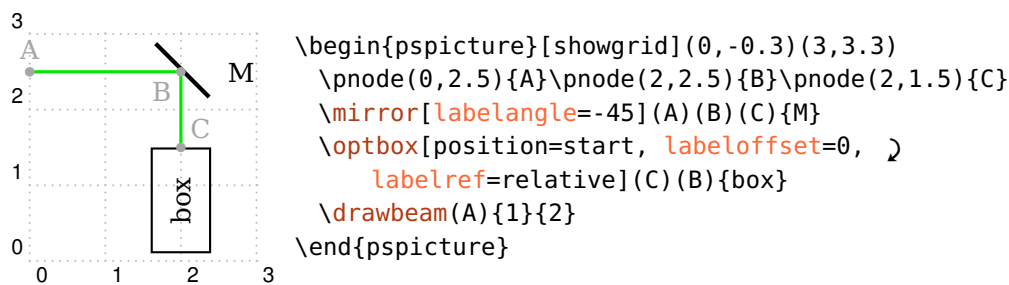 3
A
M
2
B
C
1
box
0
0 1 2 3
\begin{pspicture}[showgrid](0,-0.3)(3,3.3)
\pnode(0,2.5){A}\pnode(2,2.5){B}\pnode(2,1.5){C}
\mirror[labelangle=-45](A)(B)(C){M}
\optbox[position=start, labeloffset=0,
labelref=relative](C)(B){box}
\drawbeam(A){1}{2}
\end{pspicture}